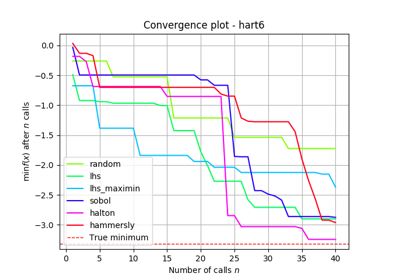 Convergence plot - hart6
0.0
−0.5
−1.0
−1.5
−2.0
−2.5
−3.0
min f(x) after n calls
random
lhs
lhs_maximin
sobol
halton
hammersly
True minimum
0 5 10 15 20 25 30 35 40
Number of calls n